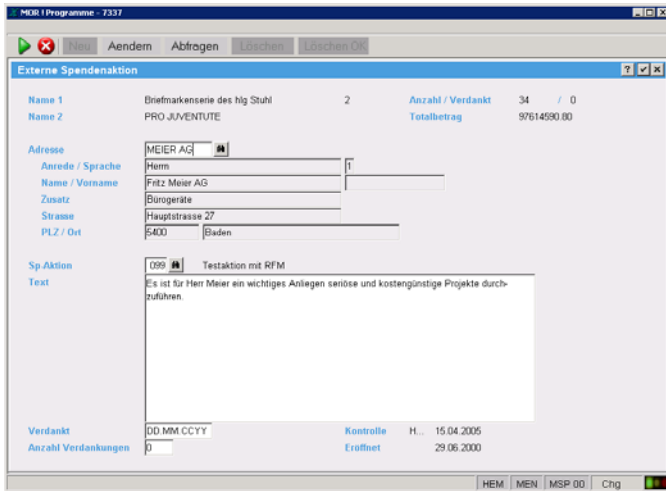 MOR ! Programme - 7337
Neu Aendern Abfragen Löschen Löschen OK
Externe Spendenaktion ?
Name 1 Briefmarkenserie des hlg Stuhl 2 Anzahl / Verdankt 34 / 0
Name 2 PRO JUVENTUTE Totalbetrag 97614590.80
Adresse MEIER AG
Anrede / Sprache Herrn 1
Name / Vorname Fritz Meier AG
Zusatz Bürogeräte
Strasse Hauptstrasse 27
PLZ / Ort 5400 Baden
Sp.Aktion 099 Testaktion mit RFM
Text Es ist für Herr Meier ein wichtiges Anliegen seriöse und kostengünstige Projekte durch-
zuführen.
Verdankt DD.MM.CCYY Kontrolle H... 15.04.2005
Anzahl Verdankungen 0 Eröffnet 29.06.2000
HEM MEN MSP 00 Chg